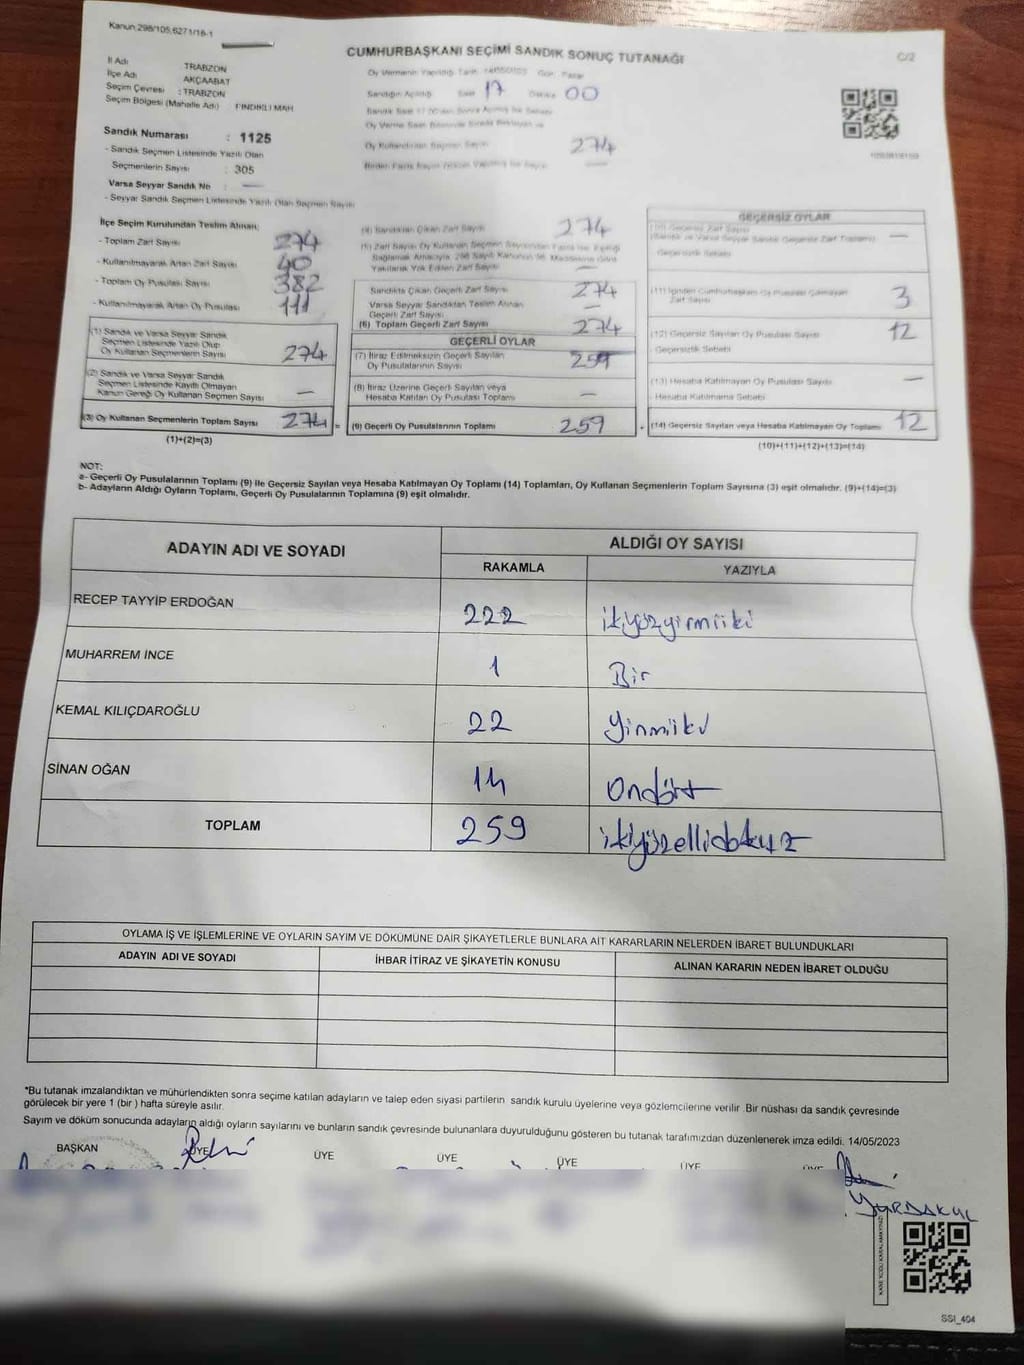 Kanun 298/105,6271/16-1
CUMHURBAŞKANI SEÇİMİ SANDIK SONUÇ TUTANAĞI
C/2
İl Adı TRABZON
İlçe Adı AKÇAABAT
Seçim Çevresi : TRABZON
Seçim Bölgesi (Mahalle Adı) FINDIKLI MAH
Sandık Numarası : 1125
- Sandık Seçmen Listesinde Yazılı Olan
Seçmenlerin Sayısı : 305
Varsa Seyyar Sandık No : —
- Seyyar Sandık Seçmen Listesinde Yazılı Olan Seçmen Sayısı
Oy Vermenin Yapıldığı Tarih Gün Pazar
Sandığın Açıldığı Saat 17 Dakika 00
Oy Kullandırılan Seçmen Sayısı 274
İlçe Seçim Kurulundan Teslim Alınan;
- Toplam Zarf Sayısı 274
- Kullanılmayarak Artan Zarf Sayısı 40
- Toplam Oy Pusulası Sayısı 382
- Kullanılmayarak Artan Oy Pusulası 111
(1) Sandık ve Varsa Seyyar Sandık
Seçmen Listesinde Yazılı Olup
Oy Kullanan Seçmenlerin Sayısı 274
(2) Sandık ve Varsa Seyyar Sandık
Seçmen Listesinde Kayıtlı Olmayan
Kanun Gereği Oy Kullanan Seçmen Sayısı —
(3) Oy Kullanan Seçmenlerin Toplam Sayısı 274
(1)+(2)=(3)
(4) Sandıktan Çıkan Zarf Sayısı 274
(5) Zarf Sayısı Oy Kullanan Seçmen Sayısından Fazla ise, Eşitliği
Sağlamak Amacıyla, 298 Sayılı Kanunun 98. Maddesine Göre
Yakılarak Yok Edilen Zarf Sayısı —
Sandıkta Çıkan Geçerli Zarf Sayısı 274
Varsa Seyyar Sandıktan Teslim Alınan
Geçerli Zarf Sayısı —
(6) Toplam Geçerli Zarf Sayısı 274
GEÇERLİ OYLAR
(7) İtiraz Edilmeksizin Geçerli Sayılan
Oy Pusulalarının Sayısı 259
(8) İtiraz Üzerine Geçerli Sayılan veya
Hesaba Katılan Oy Pusulası Toplamı —
(9) Geçerli Oy Pusulalarının Toplamı 259
GEÇERSİZ OYLAR
(10) Geçersiz Zarf Sayısı
(Sandık ve Varsa Seyyar Sandık Geçersiz Zarf Toplamı) —
Geçersizlik Sebebi
(11) İçinden Cumhurbaşkanı Oy Pusulası Çıkmayan
Zarf Sayısı 3
(12) Geçersiz Sayılan Oy Pusulası Sayısı 12
Geçersizlik Sebebi
(13) Hesaba Katılmayan Oy Pusulası Sayısı —
Hesaba Katılmama Sebebi
(14) Geçersiz Sayılan veya Hesaba Katılmayan Oy Toplamı 12
(10)+(11)+(12)+(13)=(14)
NOT:
a- Geçerli Oy Pusulalarının Toplamı (9) ile Geçersiz Sayılan veya Hesaba Katılmayan Oy Toplamı (14) Toplamları, Oy Kullanan Seçmenlerin Toplam Sayısına (3) eşit olmalıdır. (9)+(14)=(3)
b- Adayların Aldığı Oyların Toplamı, Geçerli Oy Pusulalarının Toplamına (9) eşit olmalıdır.
ADAYIN ADI VE SOYADI
ALDIĞI OY SAYISI
RAKAMLA YAZIYLA
RECEP TAYYİP ERDOĞAN 222 ikiyüzyirmiiki
MUHARREM İNCE 1 Bir
KEMAL KILIÇDAROĞLU 22 yirmiiki
SİNAN OĞAN 14 Ondört
TOPLAM 259 ikiyüzellidokuz
OYLAMA İŞ VE İŞLEMLERİNE VE OYLARIN SAYIM VE DÖKÜMÜNE DAİR ŞİKAYETLERLE BUNLARA AİT KARARLARIN NELERDEN İBARET BULUNDUKLARI
ADAYIN ADI VE SOYADI İHBAR İTİRAZ VE ŞİKAYETİN KONUSU ALINAN KARARIN NEDEN İBARET OLDUĞU
*Bu tutanak imzalandıktan ve mühürlendikten sonra seçime katılan adayların ve talep eden siyasi partilerin sandık kurulu üyelerine veya gözlemcilerine verilir .Bir nüshası da sandık çevresinde
görülecek bir yere 1 (bir ) hafta süreyle asılır.
Sayım ve döküm sonucunda adayların aldığı oyların sayılarını ve bunların sandık çevresinde bulunanlara duyurulduğunu gösteren bu tutanak tarafımızdan düzenlenerek imza edildi. 14/05/2023
BAŞKAN ÜYE ÜYE ÜYE ÜYE ÜYE
YURDAKUL
SSI_404